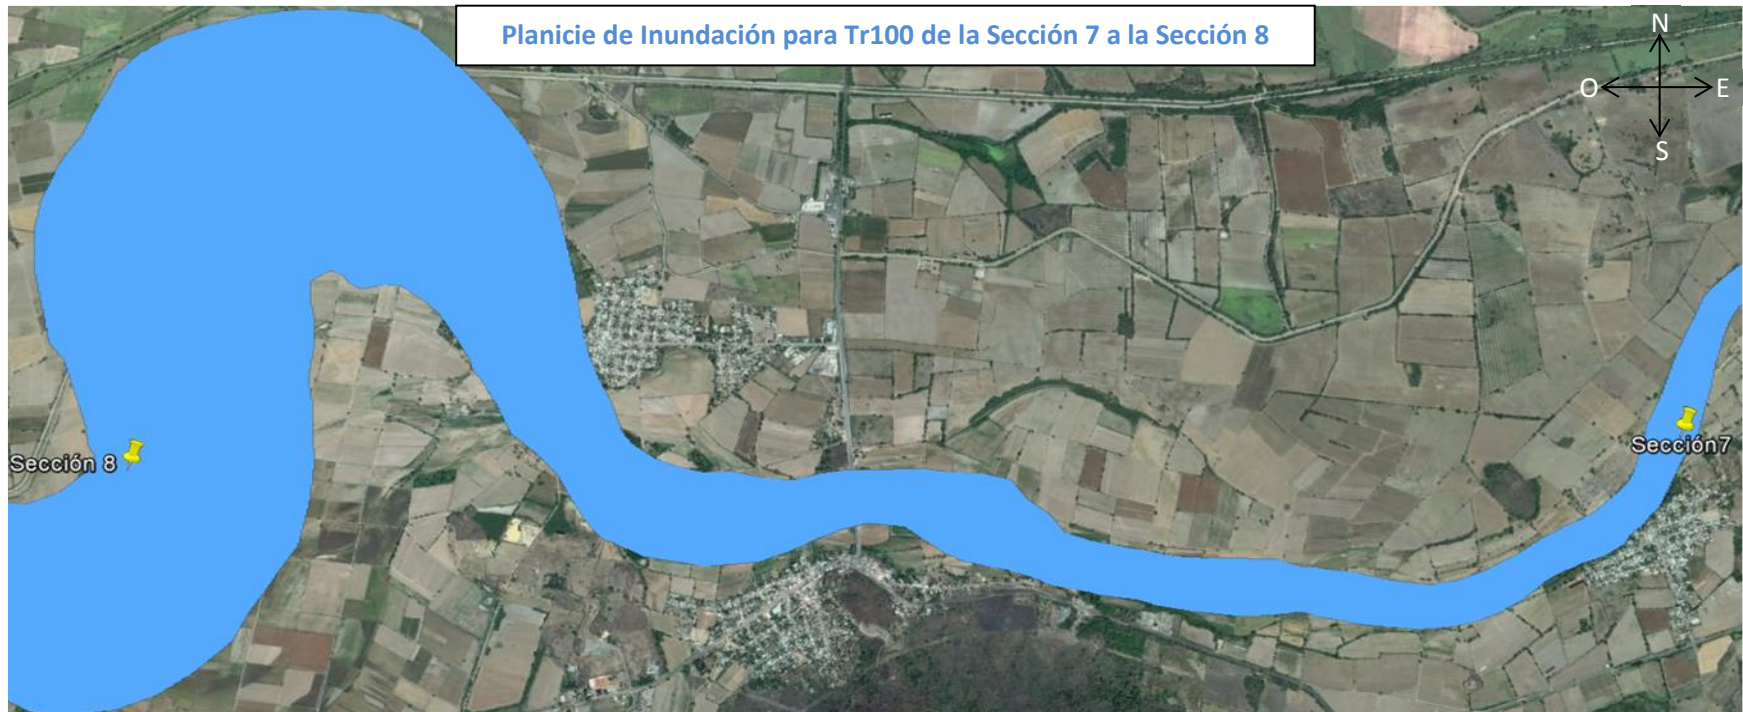 Planicie de Inundación para Tr100 de la Sección 7 a la Sección 8
N
O E
S
Sección 8
Sección7